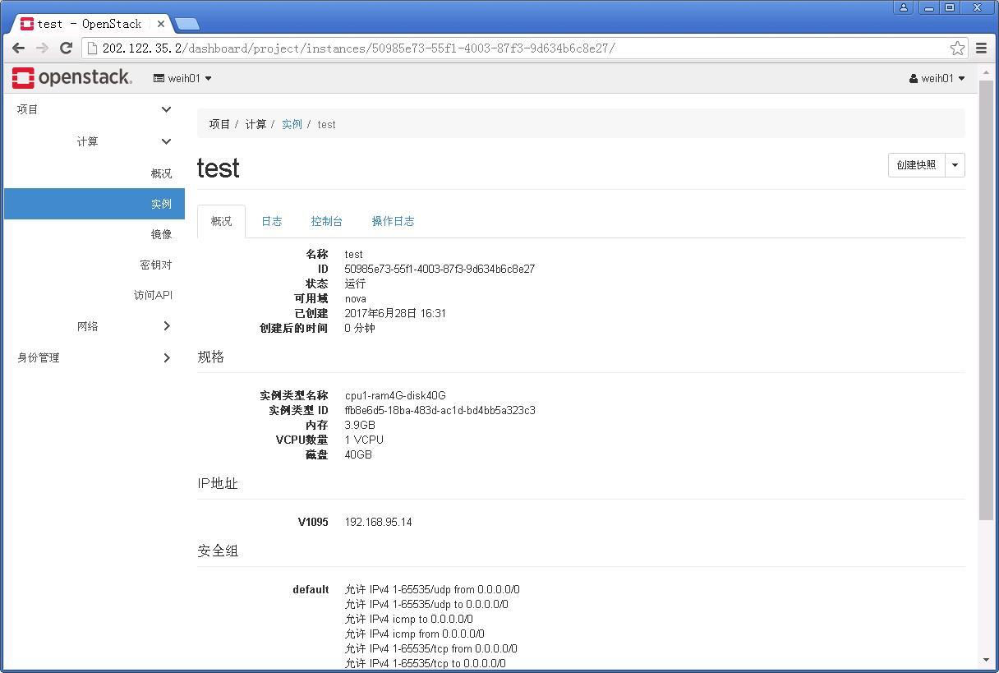 test - OpenStack
202.122.35.2/dashboard/project/instances/50985e73-55f1-4003-87f3-9d634b6c8e27/
openstack. weih01 weih01
项目
计算
概况
实例
镜像
密钥对
访问API
网络
身份管理
项目 / 计算 / 实例 / test
test
创建快照
概况 日志 控制台 操作日志
名称 test
ID 50985e73-55f1-4003-87f3-9d634b6c8e27
状态 运行
可用域 nova
已创建 2017年6月28日 16:31
创建后的时间 0 分钟
规格
实例类型名称 cpu1-ram4G-disk40G
实例类型 ID ffb8e6d5-18ba-483d-ac1d-bd4bb5a323c3
内存 3.9GB
VCPU数量 1 VCPU
磁盘 40GB
IP地址
V1095 192.168.95.14
安全组
default 允许 IPv4 1-65535/udp from 0.0.0.0/0
允许 IPv4 1-65535/udp to 0.0.0.0/0
允许 IPv4 icmp to 0.0.0.0/0
允许 IPv4 icmp from 0.0.0.0/0
允许 IPv4 1-65535/tcp from 0.0.0.0/0
允许 IPv4 1-65535/tcp to 0.0.0.0/0